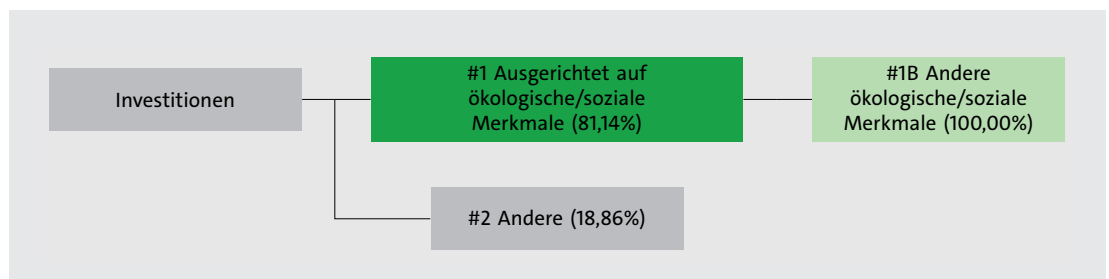 Investitionen
#1 Ausgerichtet auf
ökologische/soziale
Merkmale (81,14%)
#1B Andere
ökologische/soziale
Merkmale (100,00%)
#2 Andere (18,86%)